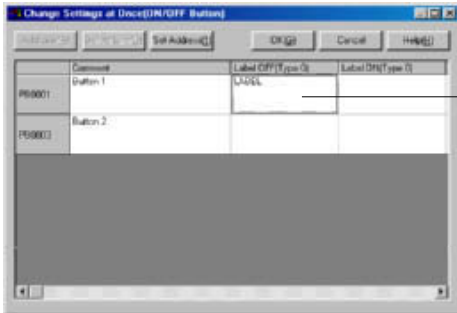 Change Settings at Once(ON/OFF Button)
Set Address
OK
Cancel
Help(H)
Comment
Label OFF(Type 0)
Label ON(Type 0)
PB0001
Button 1
LABEL
PB0003
Button 2